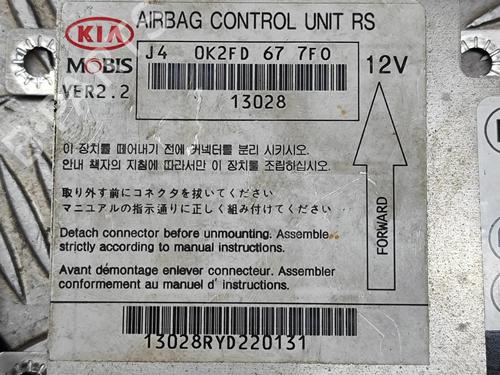 KIA
AIRBAG CONTROL UNIT RS
MOBIS
J4 0K2FD 67 7F0
12V
VER2.2
13028
이 장치를 떼어내기 전에 커넥터를 분리 시키시오.
안내 책자의 지침에 따라서만 이 장치를 조립하십시오.
取り外す前にコネクタを抜いてください
マニュアルの指示通りに正しく組み付けてください。
FORWARD
Detach connector before unmounting. Assemble
strictly according to manual instructions.
Avant démontage enlever connecteur. Assembler
conformement au manuel d' instructions.
13028RYD220131